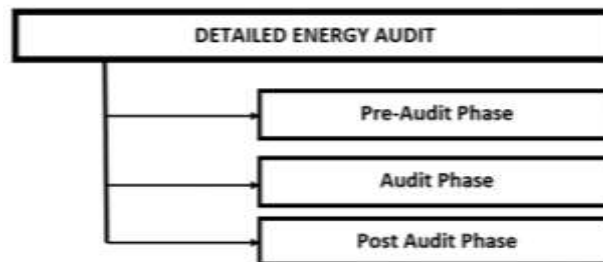 DETAILED ENERGY AUDIT
Pre-Audit Phase
Audit Phase
Post Audit Phase